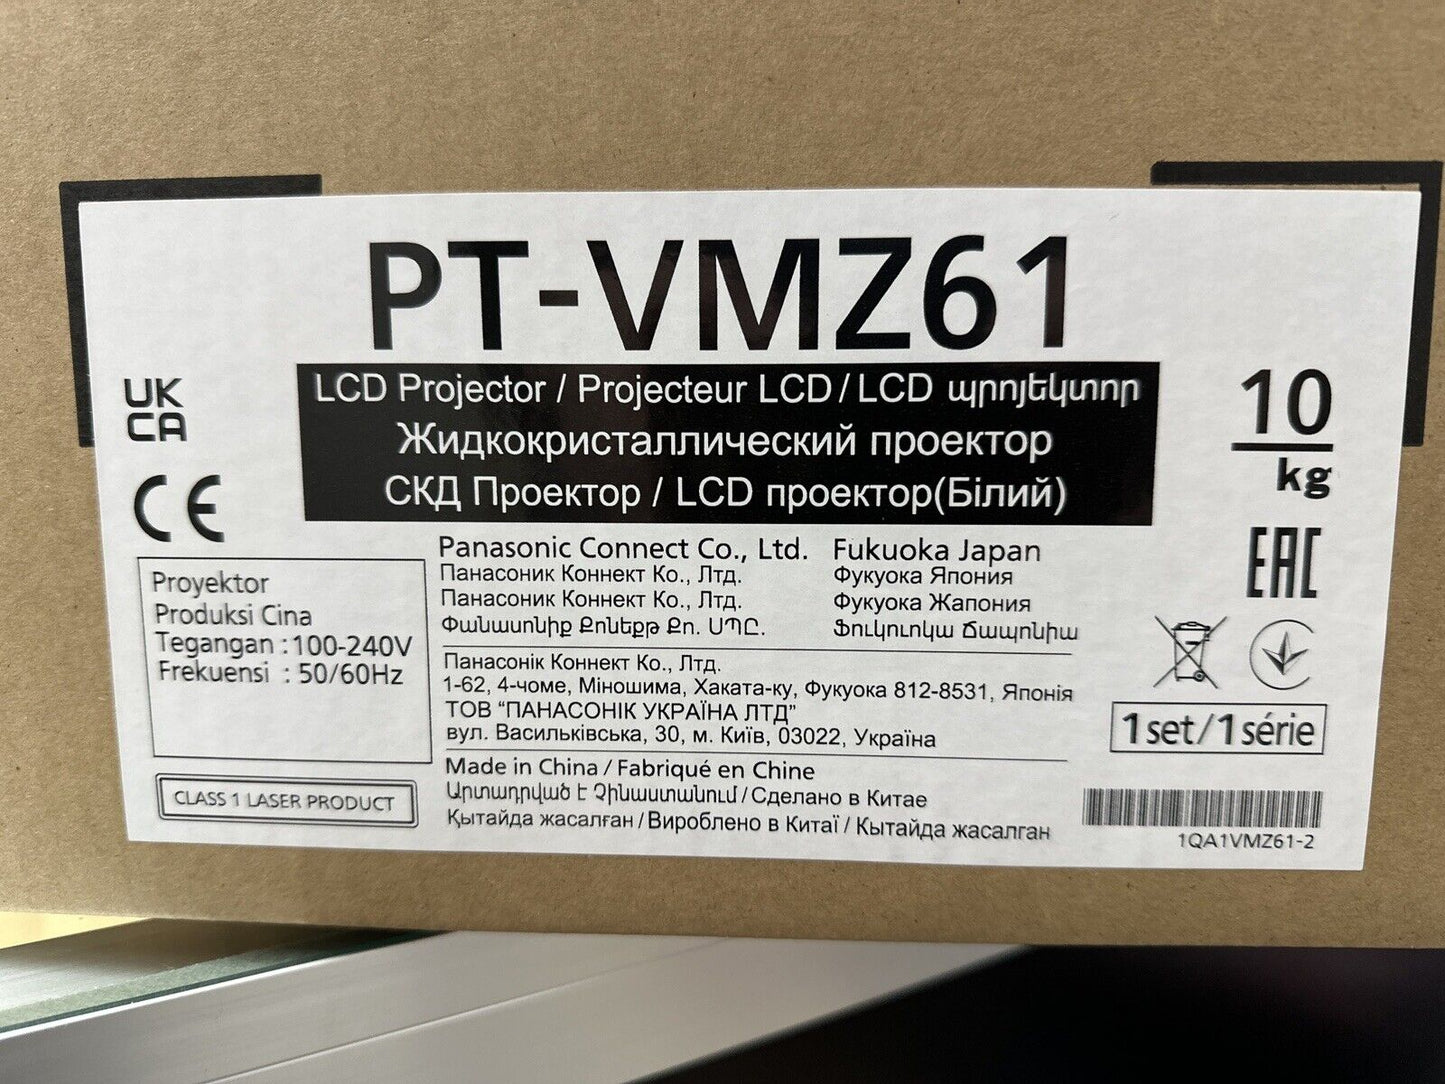 PT-VMZ61
LCD Projector / Projecteur LCD / LCD պրոյեկտոր
Жидкокристаллический проектор
СКД Проектор / LCD проектор(Білий)
10
kg
UK
CA
CE
EAC
Proyektor
Produksi Cina
Tegangan : 100-240V
Frekuensi : 50/60Hz
CLASS 1 LASER PRODUCT
Panasonic Connect Co., Ltd. Fukuoka Japan
Панасоник Коннект Ко., Лтд. Фукуока Япония
Панасоник Коннект Ко., Лтд. Фукуока Жапония
Փանասոնիք Քոնեքթ Քո. ՍՊԸ. Ֆուկուոկա Ճապոնիա
Панасонік Коннект Ко., Лтд.
1-62, 4-чоме, Міношима, Хаката-ку, Фукуока 812-8531, Японія
ТОВ “ПАНАСОНІК УКРАЇНА ЛТД”
вул. Васильківська, 30, м. Київ, 03022, Україна
Made in China / Fabriqué en Chine
Արտադրված է Չինաստանում / Сделано в Китае
Қытайда жасалған / Вироблено в Китаї / Кытайда жасалган
1set/1série
1QA1VMZ61-2